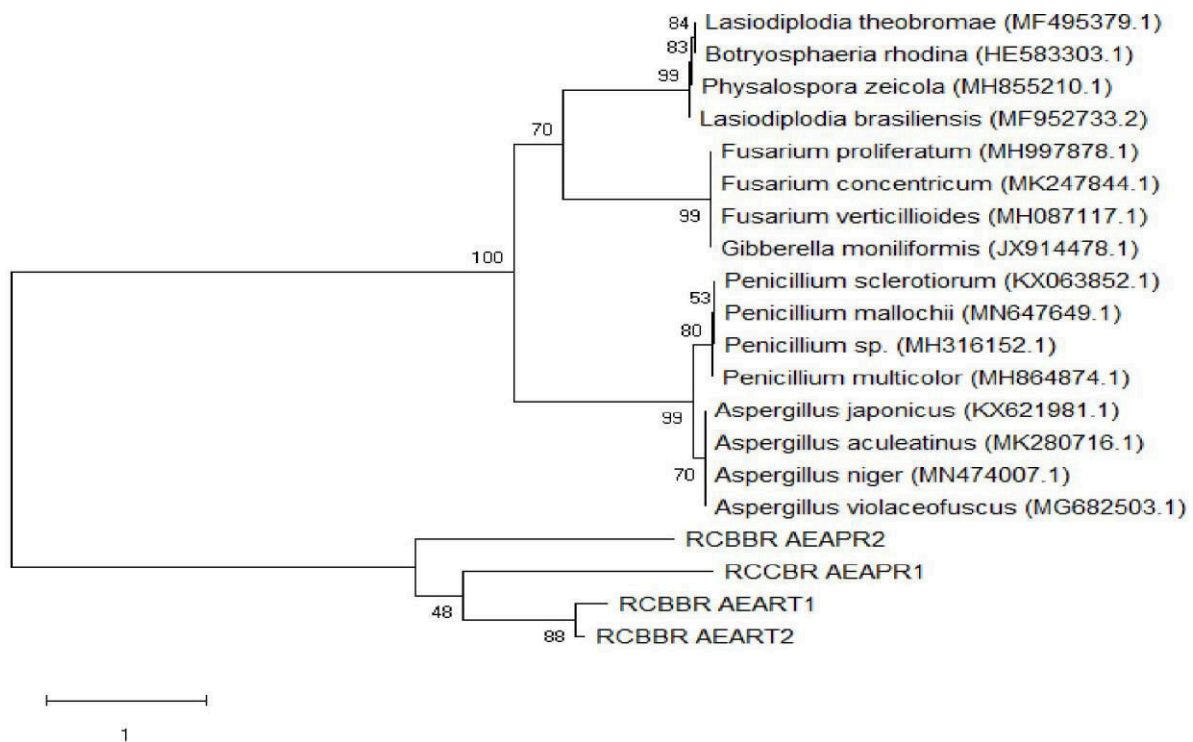 84 Lasiodiplodia theobromae (MF495379.1)
83 Botryosphaeria rhodina (HE583303.1)
99 Physalospora zeicola (MH855210.1)
Lasiodiplodia brasiliensis (MF952733.2)
70
Fusarium proliferatum (MH997878.1)
Fusarium concentricum (MK247844.1)
99 Fusarium verticillioides (MH087117.1)
Gibberella moniliformis (JX914478.1)
100
Penicillium sclerotiorum (KX063852.1)
53
Penicillium mallochii (MN647649.1)
80
Penicillium sp. (MH316152.1)
Penicillium multicolor (MH864874.1)
99 Aspergillus japonicus (KX621981.1)
Aspergillus aculeatinus (MK280716.1)
70 Aspergillus niger (MN474007.1)
Aspergillus violaceofuscus (MG682503.1)
RCBBR AEAPR2
RCCBR AEAPR1
48
RCBBR AEART1
88 RCBBR AEART2
1